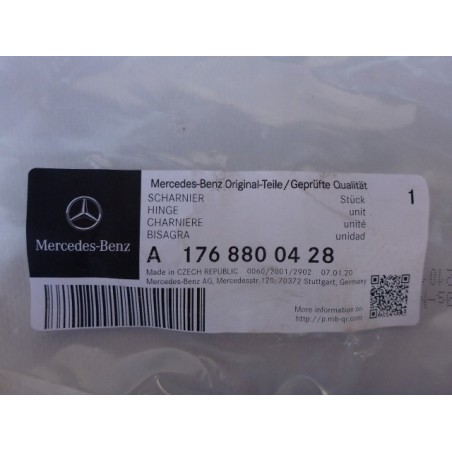 Mercedes-Benz Original-Teile/Geprüfte Qualität
SCHARNIER Stück 1
HINGE unit
CHARNIERE unité
BISAGRA unidad
Mercedes-Benz
A 176 880 04 28
Made in CZECH REPUBLIC 0060/2001/2902 07.01.20
Mercedes-Benz AG, Mercedesstr.120, 70372 Stuttgart, Germany
More information on
http://p.mb-qr.com/